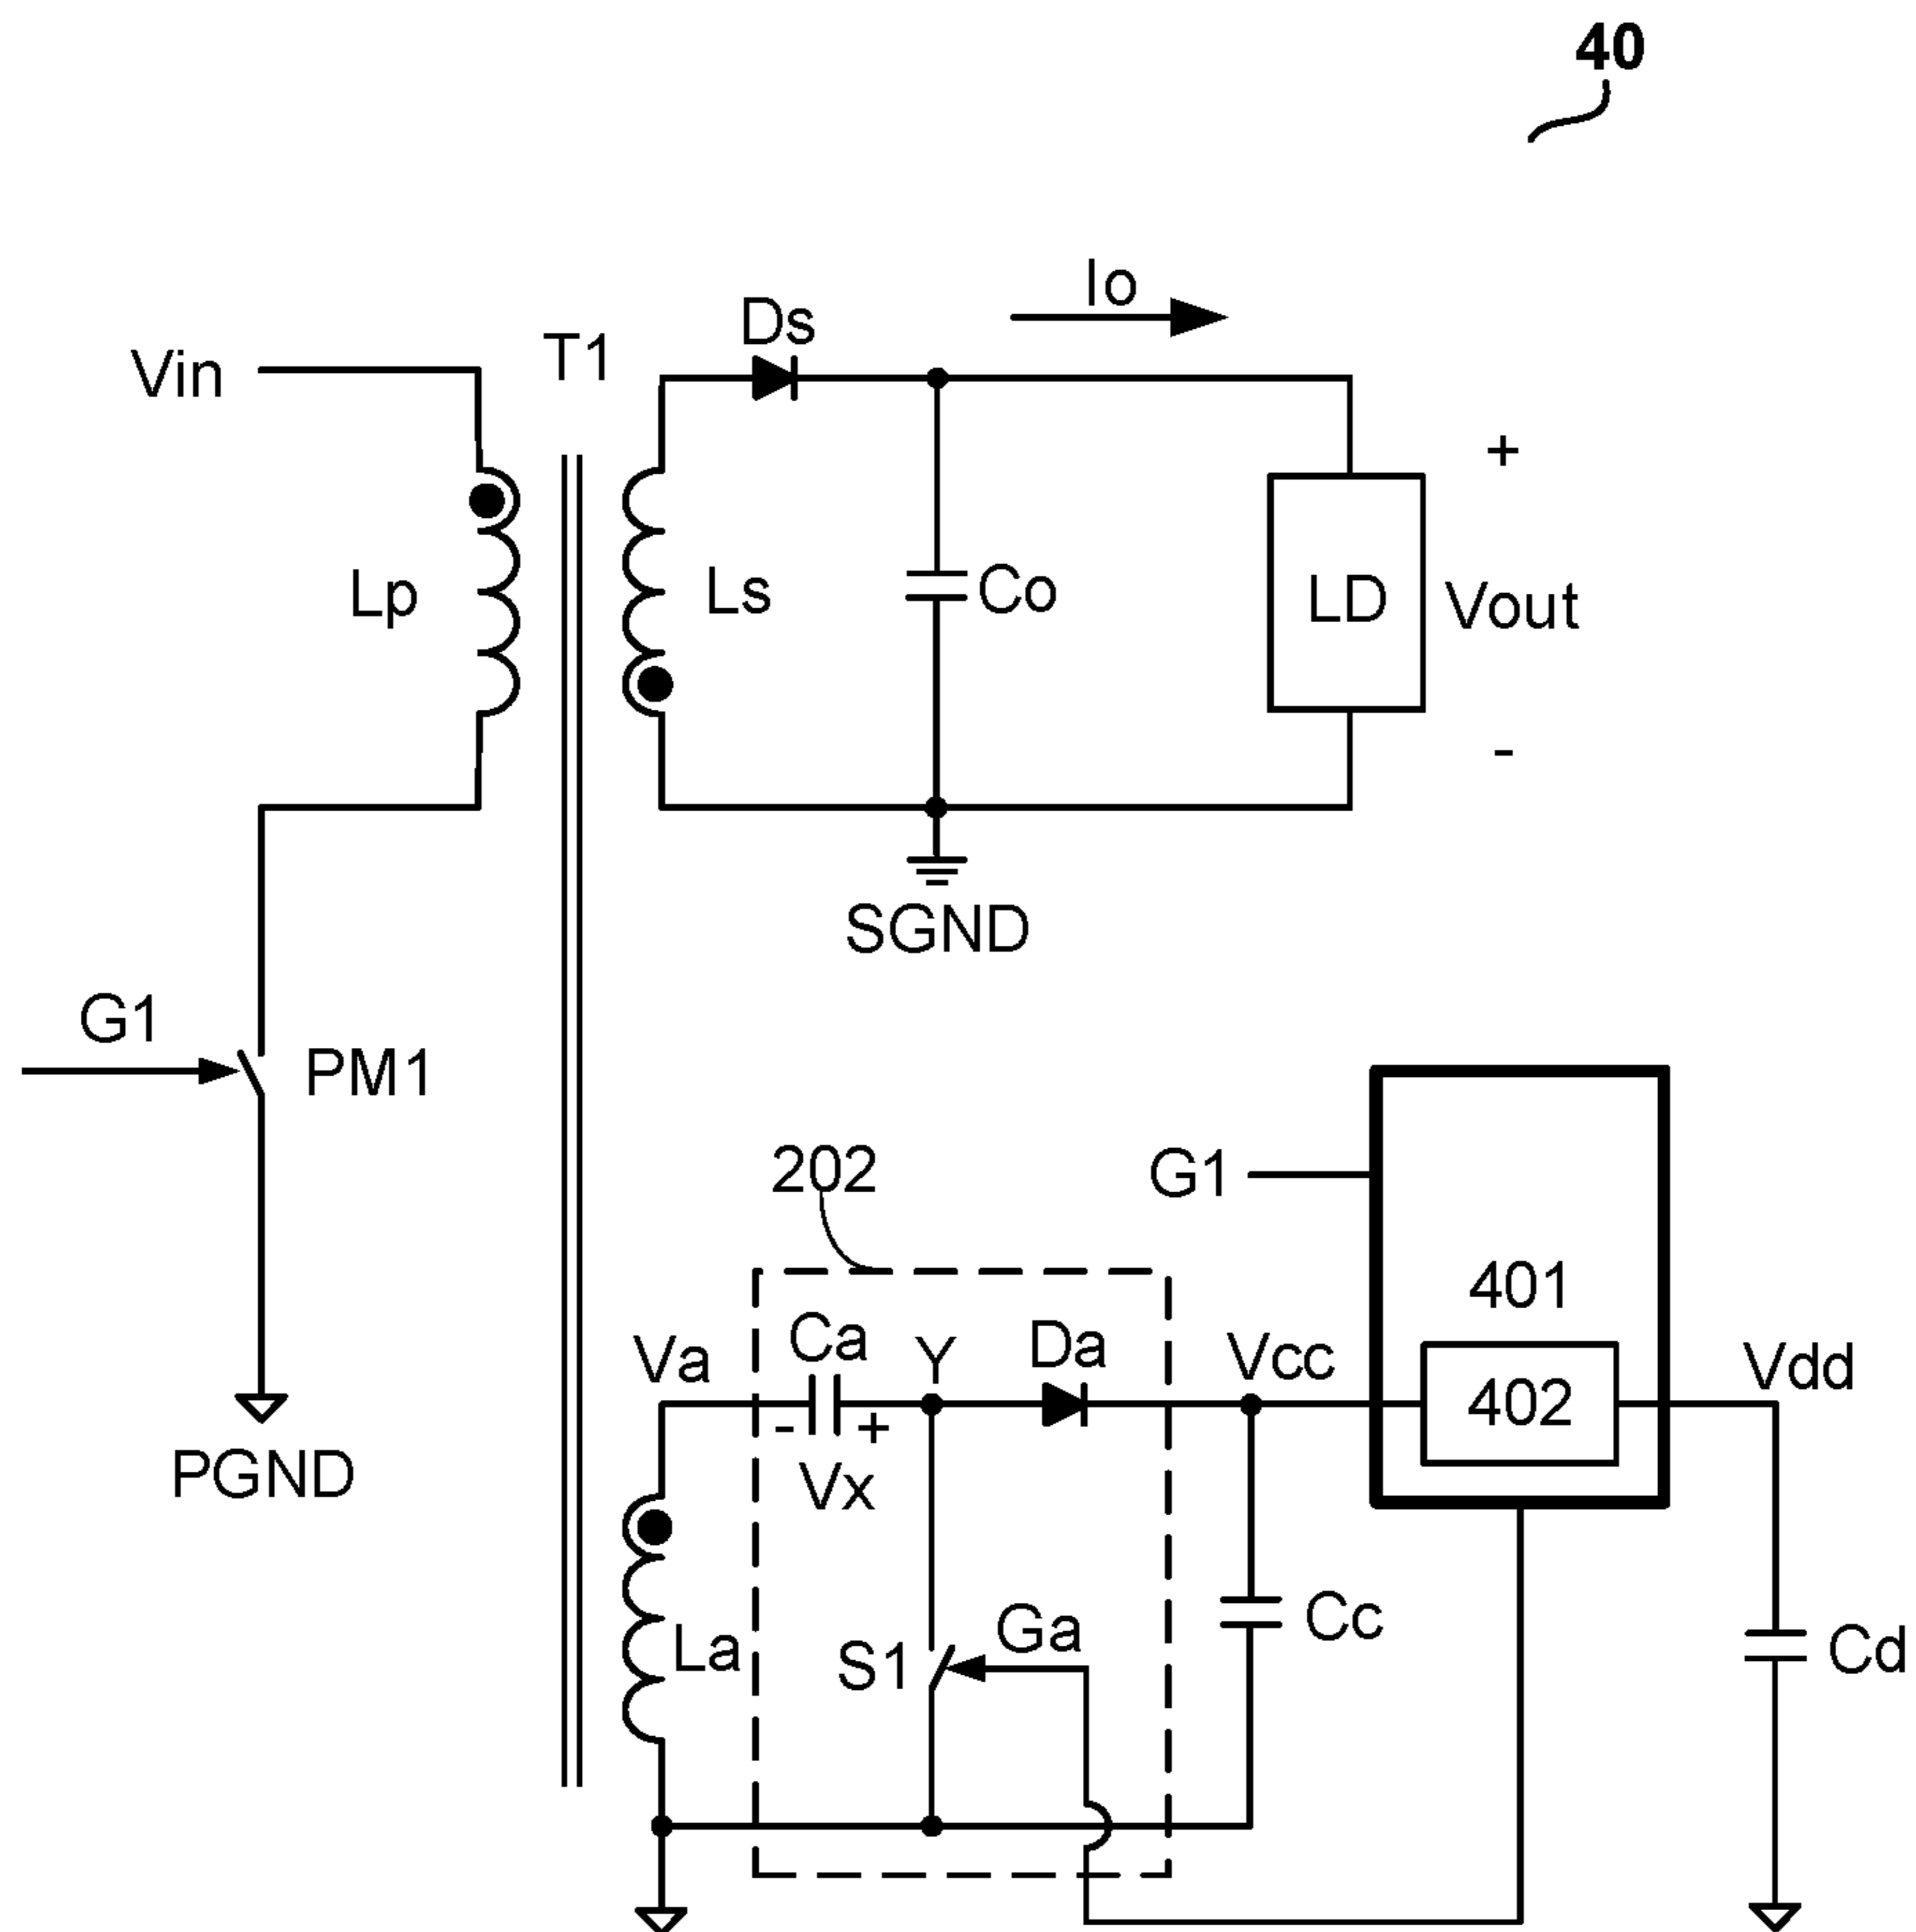 40
Io
Ds
T1
Vin
+
Lp
Ls
Co
LD
Vout
-
SGND
G1
PM1
202
G1
401
Ca
Y
Da
Va
Vcc
Vdd
402
- +
PGND
Vx
Cc
Ga
La
S1
Cd